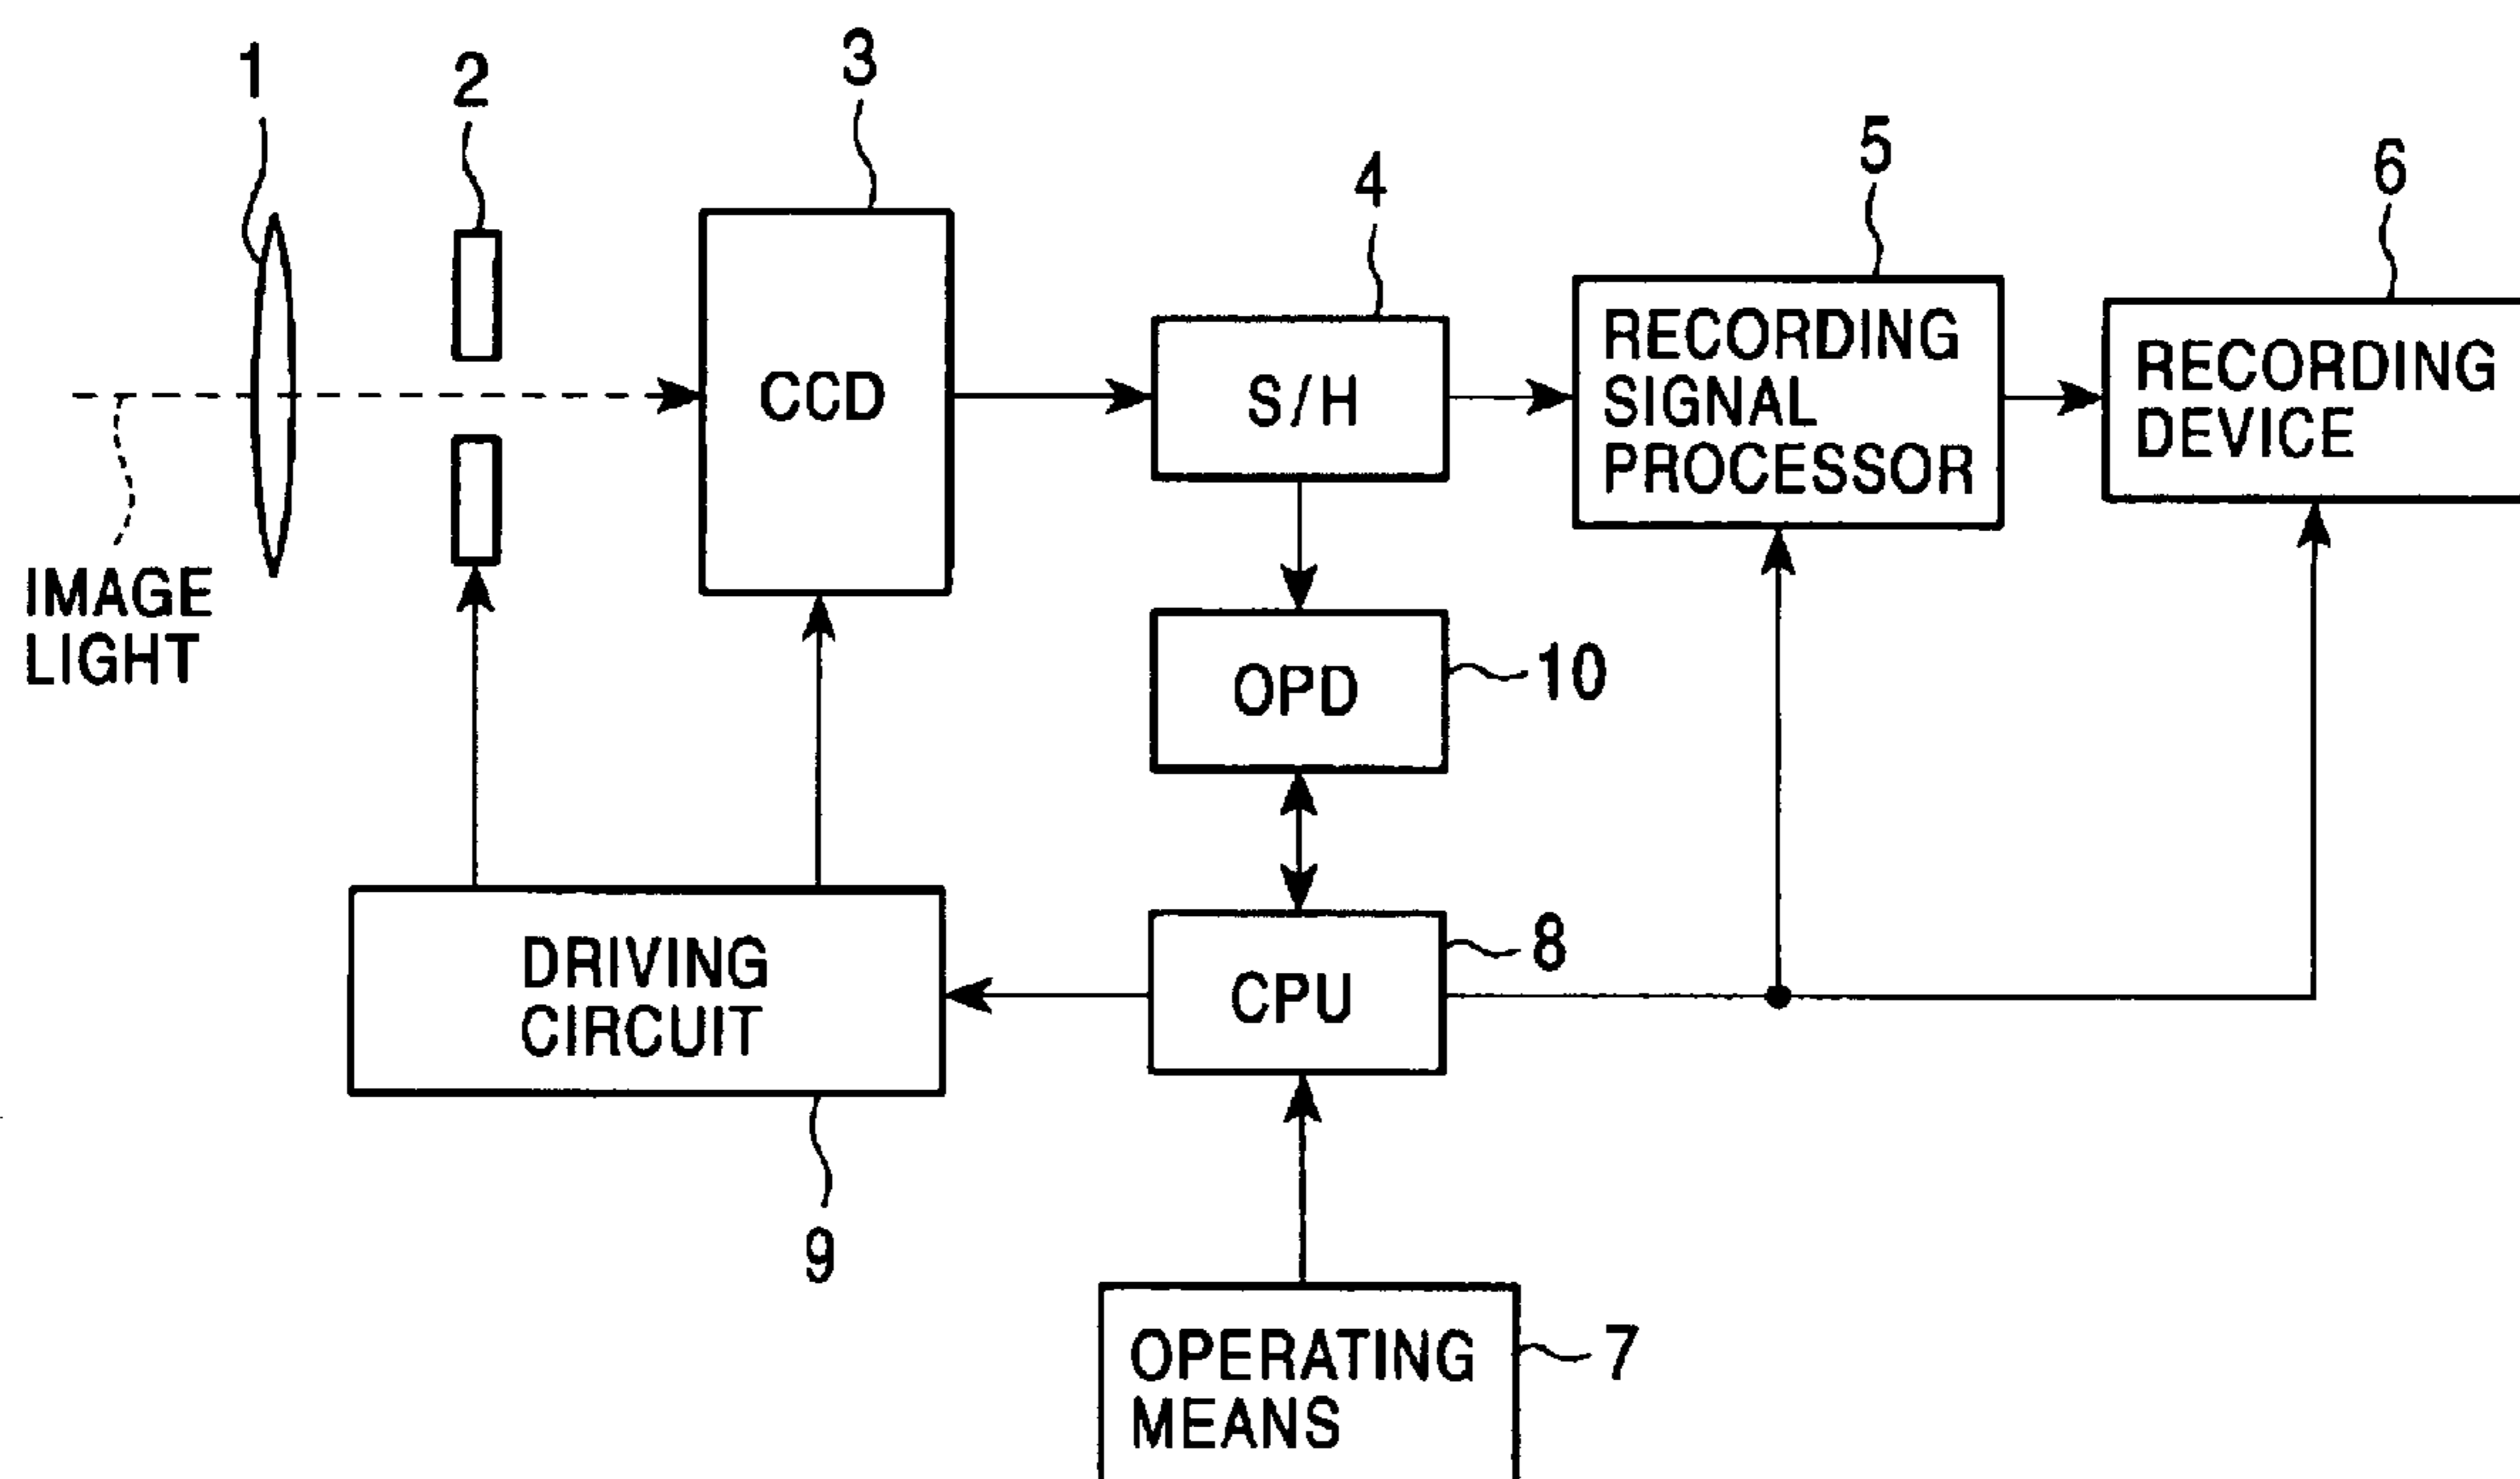 1
2
3
4
5
6
CCD
S/H
RECORDING
SIGNAL
PROCESSOR
RECORDING
DEVICE
IMAGE
LIGHT
OPD
10
DRIVING
CIRCUIT
CPU
8
9
OPERATING
MEANS
7